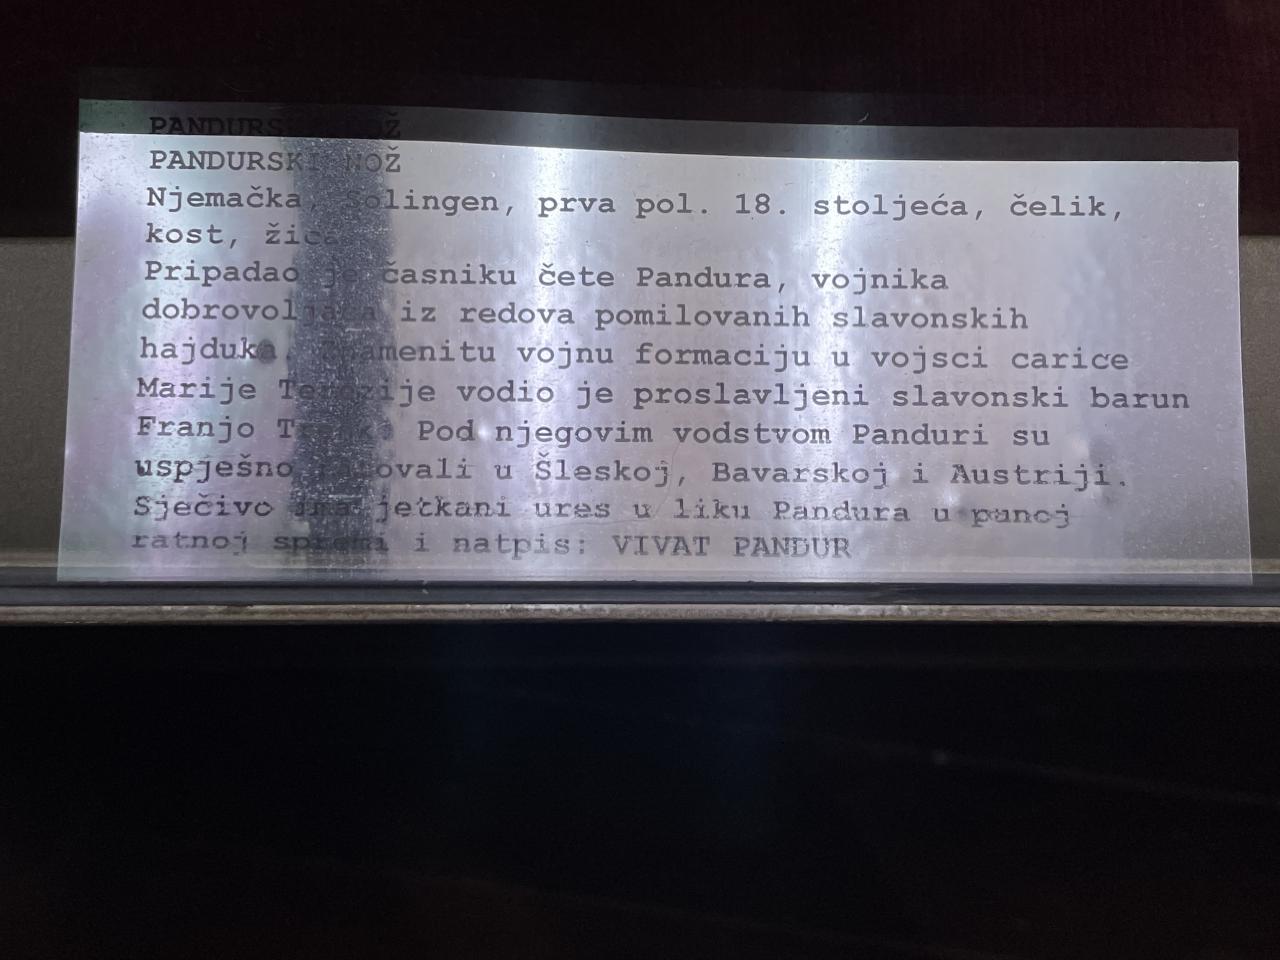 PANDURSKI NOŽ
PANDURSKI NOŽ
Njemačka, Solingen, prva pol. 18. stoljeća, čelik,
kost, žica
Pripadao je časniku čete Pandura, vojnika
dobrovoljaca iz redova pomilovanih slavonskih
hajduka. Znamenitu vojnu formaciju u vojsci carice
Marije Terezije vodio je proslavljeni slavonski barun
Franjo Pod njegovim vodstvom Panduri su
uspješno ratovali u Šleskoj, Bavarskoj i Austriji.
Sječivo ima jetkani ures u liku Pandura u punoj
ratnoj spremi i natpis: VIVAT PANDUR